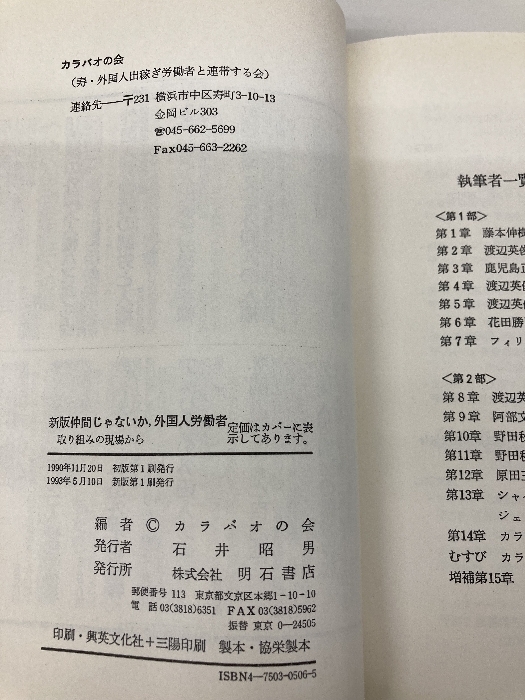 カラバオの会
(寿・外国人出稼ぎ労働者と連帯する会)
連絡先——〒231 横浜市中区寿町3-10-13
金岡ビル303
☎045-662-5699
Fax045-663-2262
新版仲間じゃないか,外国人労働者
取り組みの現場から
定価はカバーに表
示してあります。
1990年11月20日 初版第1刷発行
1993年5月10日 新版第1刷発行
編者 © カラバオの会
発行者 石井昭男
発行所 株式会社 明石書店
郵便番号 113 東京都文京区本郷1-10-10
電話 03(3818)6351 FAX 03(3818)5962
振替 東京 0-24505
印刷・興英文化社+三陽印刷 製本・協栄製本
ISBN4-7503-0506-5
執筆者一覧
〈第1部〉
第1章 藤本伸樹
第2章 渡辺英俊
第3章 鹿児島正
第4章 渡辺英俊
第5章 渡辺英俊
第6章 花田勝
第7章 フィリ
〈第2部〉
第8章 渡辺英
第9章 阿部文
第10章 野田秒
第11章 野田秒
第12章 原田三
第13章 シャイ
ジェ
第14章 カラ
むすび カラ
増補第15章